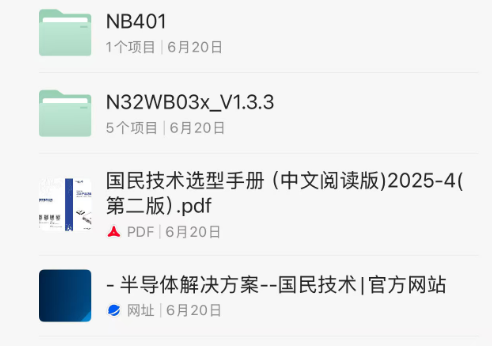 NB401
1个项目 | 6月20日
N32WB03x_V1.3.3
5个项目 | 6月20日
国民技术选型手册（中文阅读版)2025-4(
第二版）.pdf
PDF | 6月20日
- 半导体解决方案--国民技术|官方网站
网址 | 6月20日